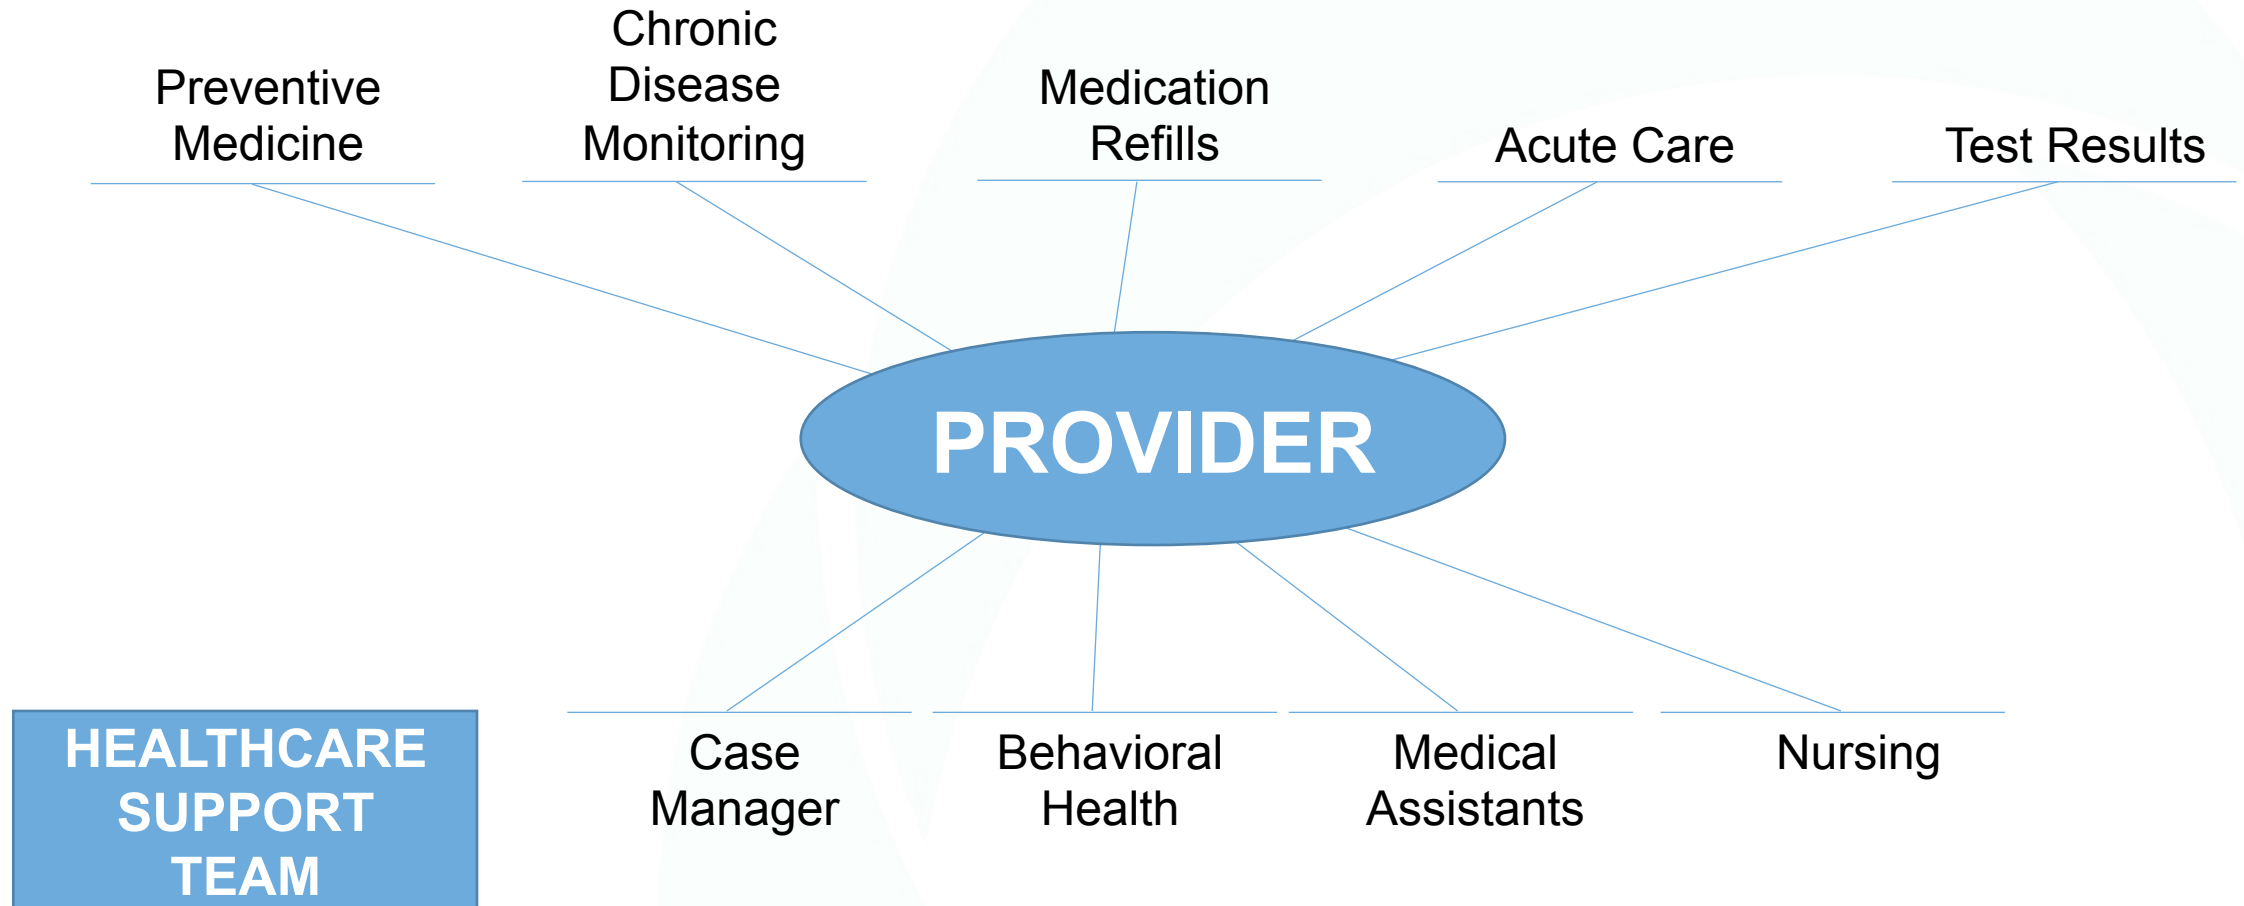 Preventive
Medicine
Chronic
Disease
Monitoring
Medication
Refills
Acute Care
Test Results
PROVIDER
HEALTHCARE
SUPPORT
TEAM
Case
Manager
Behavioral
Health
Medical
Assistants
Nursing